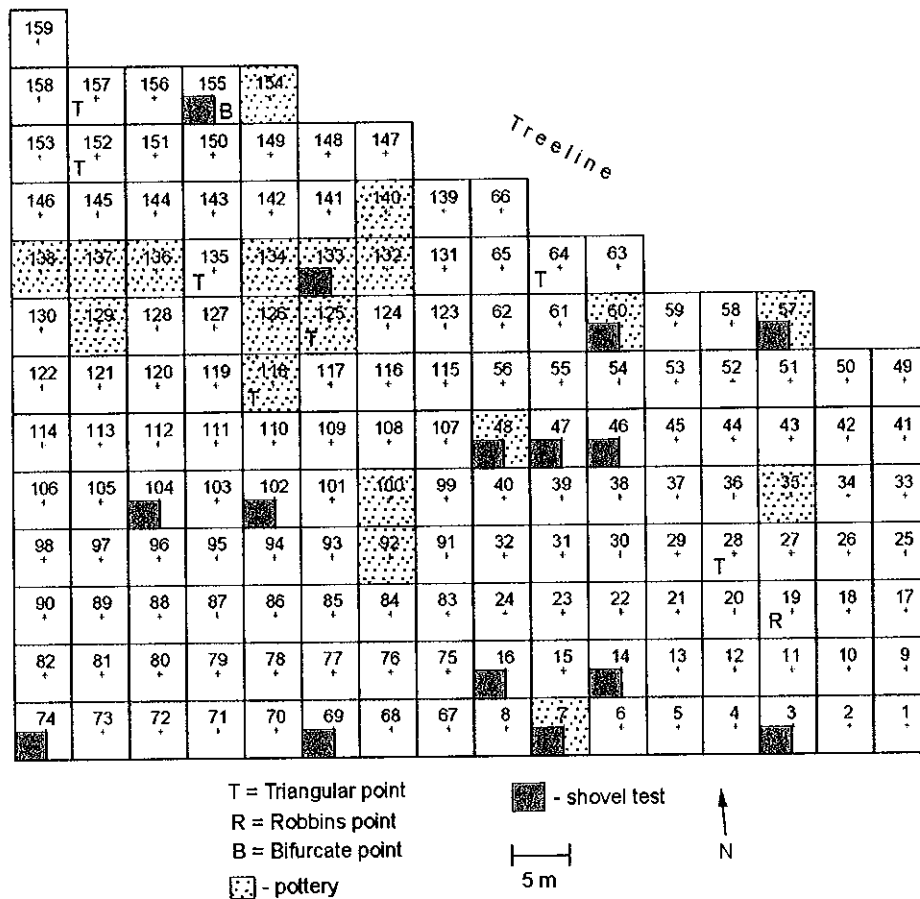 159
158 157 156 155 154
T B
Treeline
153 152 151 150 149 148 147
T
146 145 144 143 142 141 140 139 66
138 137 136 135 134 133 132 131 65 64 63
T T
130 129 128 127 126 125 124 123 62 61 60 59 58 57
T
122 121 120 119 118 117 116 115 56 55 54 53 52 51 50 49
T
114 113 112 111 110 109 108 107 48 47 46 45 44 43 42 41
106 105 104 103 102 101 100 99 40 39 38 37 36 35 34 33
98 97 96 95 94 93 92 91 32 31 30 29 28 27 26 25
T
90 89 88 87 86 85 84 83 24 23 22 21 20 19 18 17
R
82 81 80 79 78 77 76 75 16 15 14 13 12 11 10 9
74 73 72 71 70 69 68 67 8 7 6 5 4 3 2 1
T = Triangular point
R = Robbins point
B = Bifurcate point
- pottery
- shovel test
5 m
N